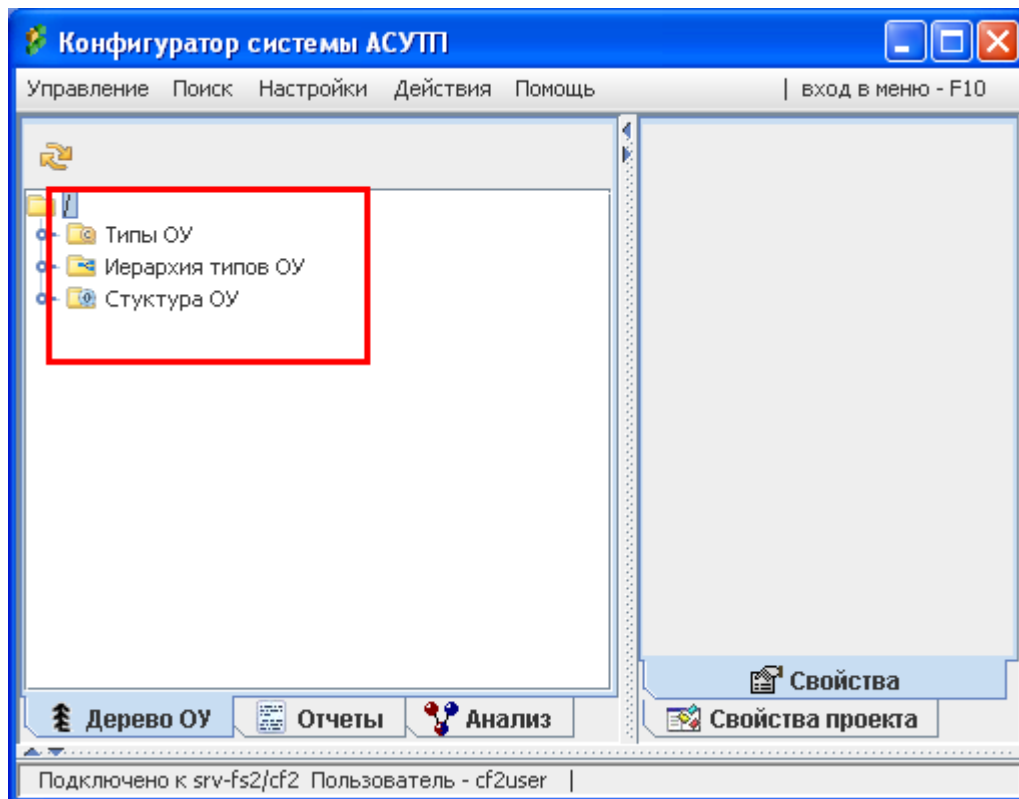 Конфигуратор системы АСУТП
Управление Поиск Настройки Действия Помощь | вход в меню - F10
/
Типы ОУ
Иерархия типов ОУ
Стуктура ОУ
Свойства
Дерево ОУ Отчеты Анализ Свойства проекта
Подключено к srv-fs2/cf2 Пользователь - cf2user |